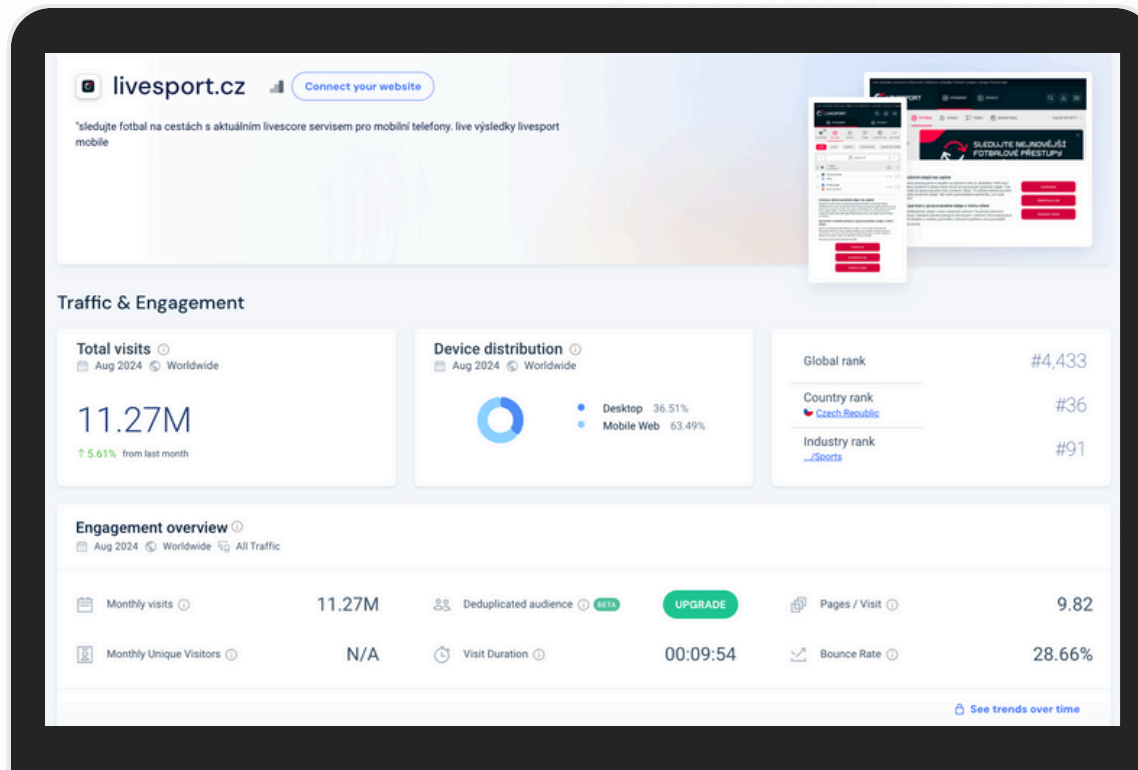 livesport.cz
Connect your website
"sledujte fotbal na cestách s aktuálním livescore servisem pro mobilní telefony. live výsledky livesport
mobile
SLEDUJTE NEJNOVĚJŠÍ
FOTBALOVÉ PŘESTUPY
Traffic & Engagement
Total visits
Aug 2024 Worldwide
11.27M
↑ 5.61% from last month
Device distribution
Aug 2024 Worldwide
Desktop 36.51%
Mobile Web 63.49%
Global rank #4,433
Country rank #36
Czech Republic
Industry rank #91
.../Sports
Engagement overview
Aug 2024 Worldwide All Traffic
Monthly visits 11.27M
Deduplicated audience BETA UPGRADE
Pages / Visit 9.82
Monthly Unique Visitors N/A
Visit Duration 00:09:54
Bounce Rate 28.66%
See trends over time